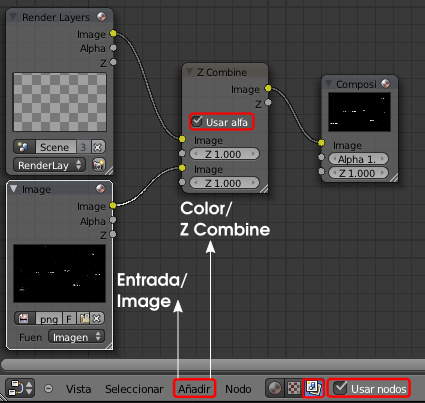 Render Layers
Image
Alpha
Z
Scene 3
RenderLay
Image
Image
Alpha
Z
png F
Fuen Imagen
Z Combine
Image
Z
Usar alfa
Image
Z 1.000
Image
Z 1.000
Composi
Image
Alpha 1.
Z 1.000
Color/
Z Combine
Entrada/
Image
Vista Seleccionar Añadir Nodo Usar nodos